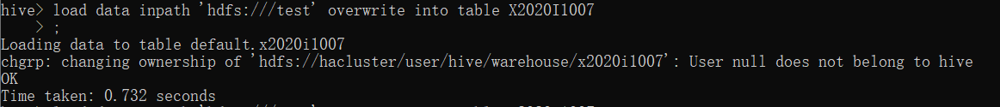 hive> load data inpath 'hdfs:///test' overwrite into table X2020I1007
    > ;
Loading data to table default.x2020i1007
chgrp: changing ownership of 'hdfs://hacluster/user/hive/warehouse/x2020i1007': User null does not belong to hive
OK
Time taken: 0.732 seconds